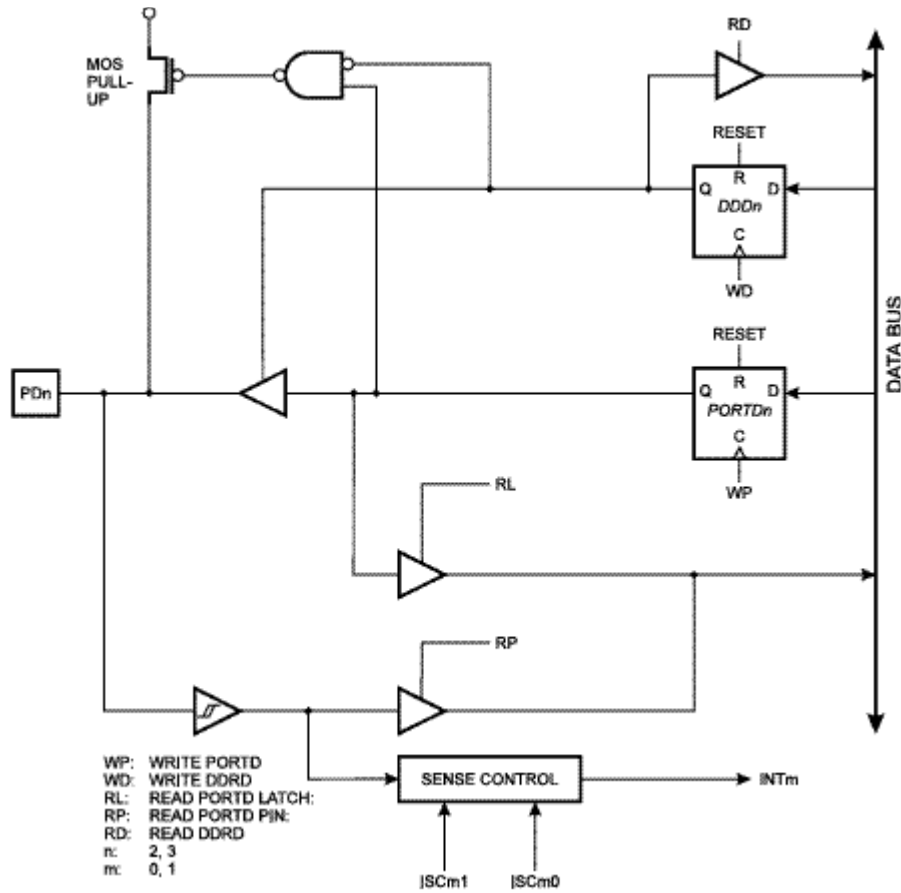 RD
MOS
PULL-
UP
RESET
R
Q
D
DDDn
C
WD
RESET
R
Q
D
PORTDn
C
WP
DATA BUS
PDn
RL
RP
WP: WRITE PORTD
WD: WRITE DDRD
RL: READ PORTD LATCH:
RP: READ PORTD PIN:
RD: READ DDRD
n: 2, 3
m: 0, 1
SENSE CONTROL
INTm
ISCm1
ISCm0